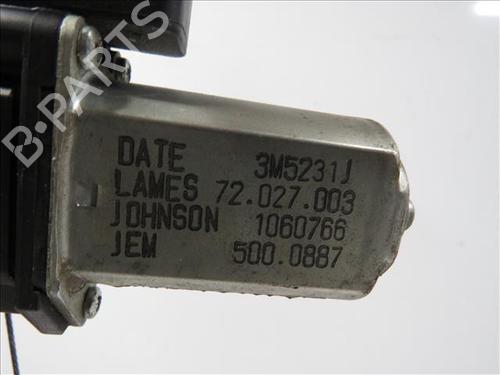 B-PARTS
DATE 3M5231J
LAMES 72.027.003
JOHNSON 1060766
JEM 500.0887